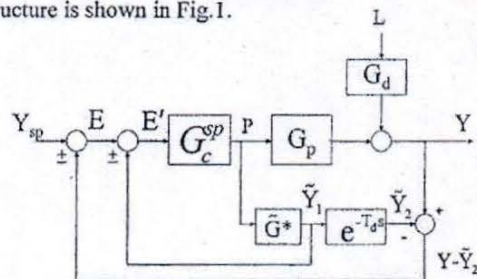 ucture is shown in Fig.1.
L
G_d
Y_sp
E
E'
G_c^sp
P
G_p
Y
±
±
Ỹ_1
Ỹ_2
+
G̃*
e^-T_d s
-
Y-Ỹ_2